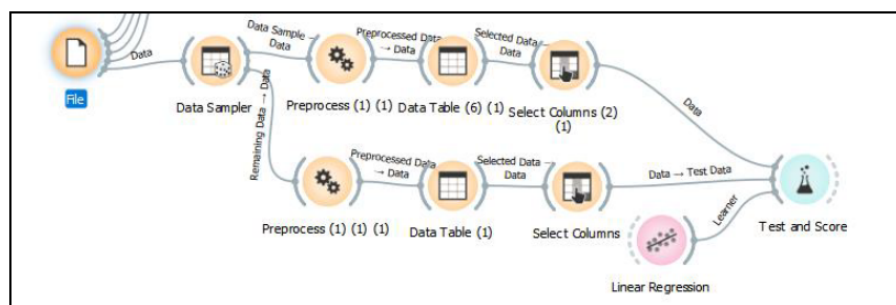 File
Data
Data Sampler
Data Sample →
Data
Preprocess (1) (1)
Preprocessed Data
→ Data
Data Table (6) (1)
Selected Data →
Data
Select Columns (2)
(1)
Data
Remaining Data → Data
Preprocess (1) (1) (1)
Preprocessed Data
→ Data
Data Table (1)
Selected Data →
Data
Select Columns
Data → Test Data
Test and Score
Learner
Linear Regression